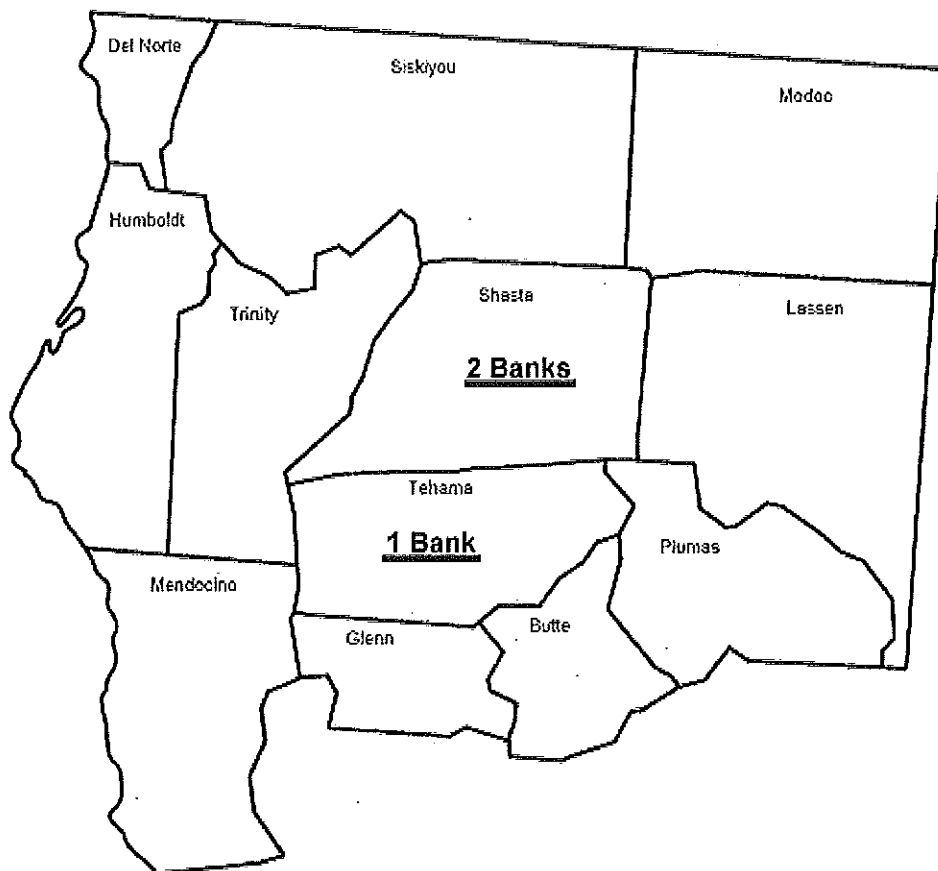 Del Norte
Siskiyou
Modoc
Humboldt
Trinity
Shasta
Lassen
2 Banks
Tehama
1 Bank
Plumas
Mendocino
Glenn
Butte